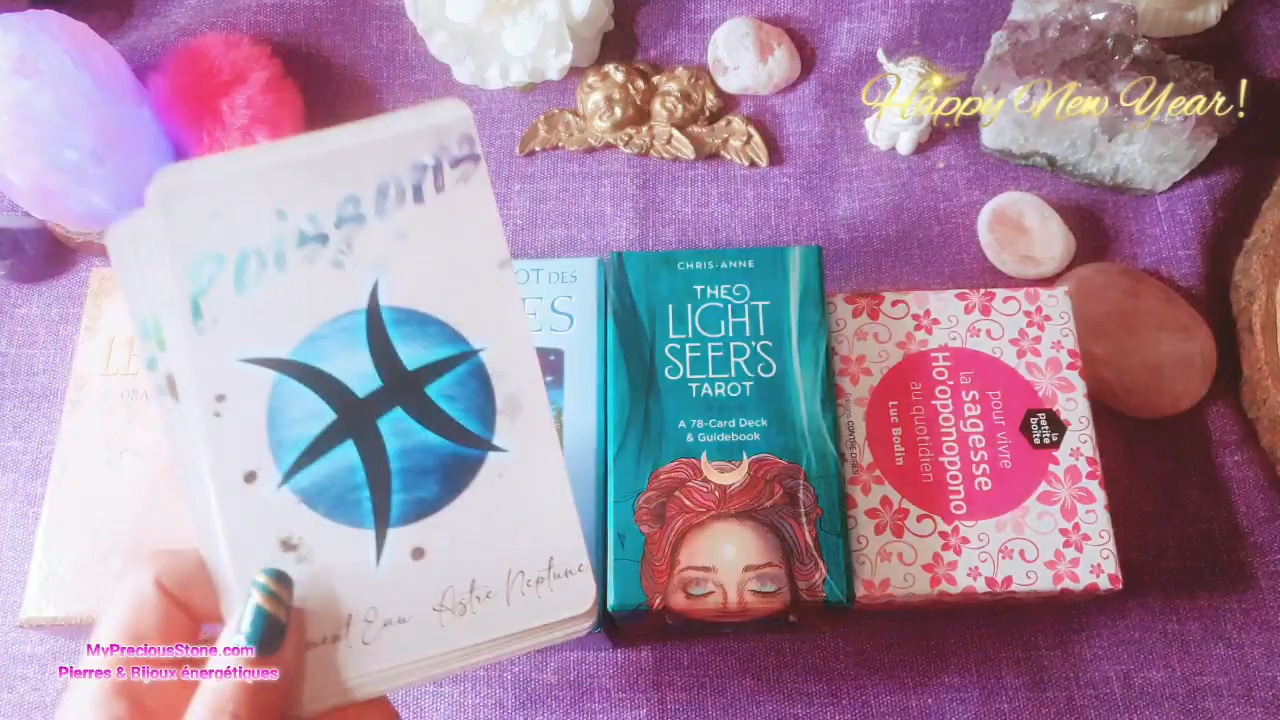 Happy New Year!
Poissons
OT DES
ES
CHRIS-ANNE
THE
LIGHT
SEER'S
TAROT
A 78-Card Deck
& Guidebook
pour vivre
la sagesse
Ho'oponopono
au quotidien
Luc Bodin
la
petite
boîte
LE
ORA
Eau Astre Neptune
MyPreciousStone.com
Pierres & Bijoux énergétiques